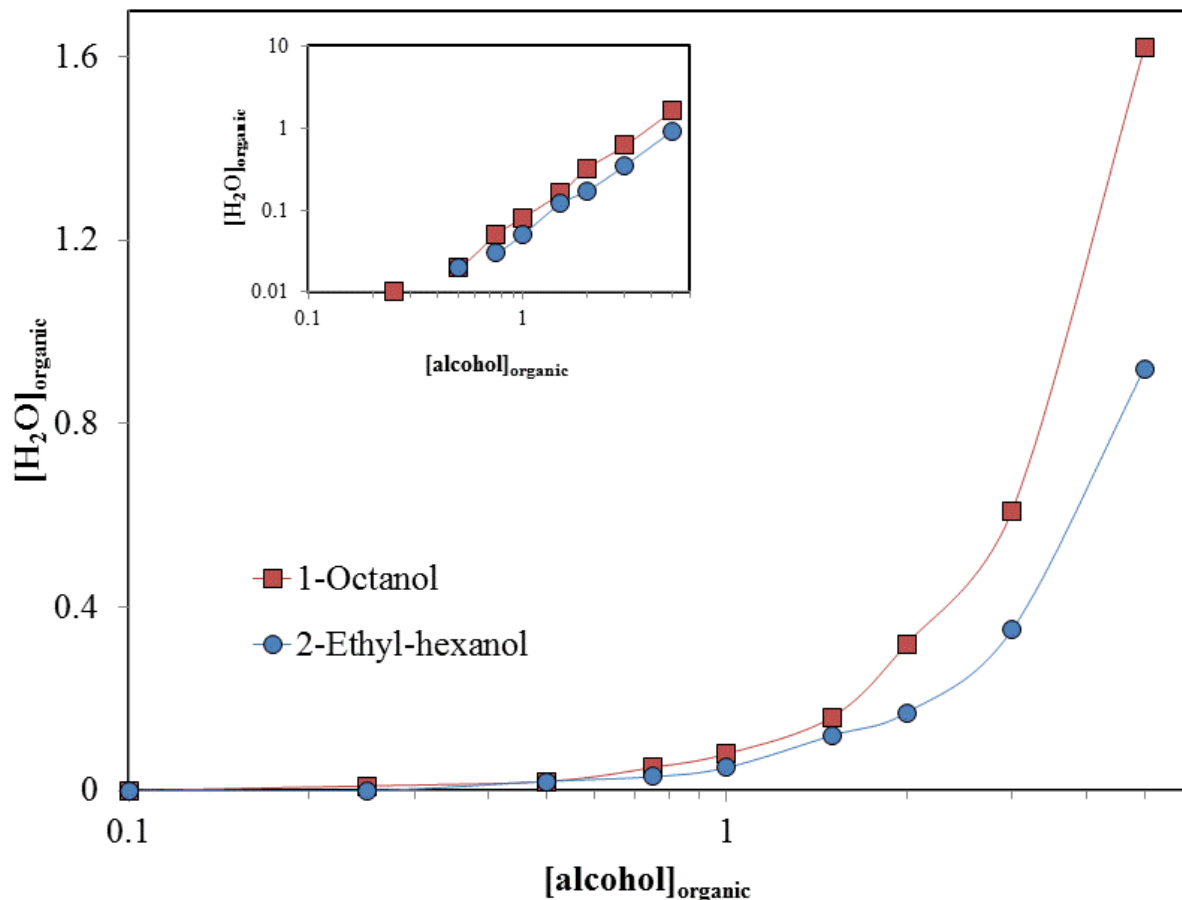 1.6
1.2
0.8
0.4
0
[H₂O]organic
10
1
0.1
0.01
[H₂O]organic
0.1
1
[alcohol]organic
1-Octanol
2-Ethyl-hexanol
0.1
1
[alcohol]organic